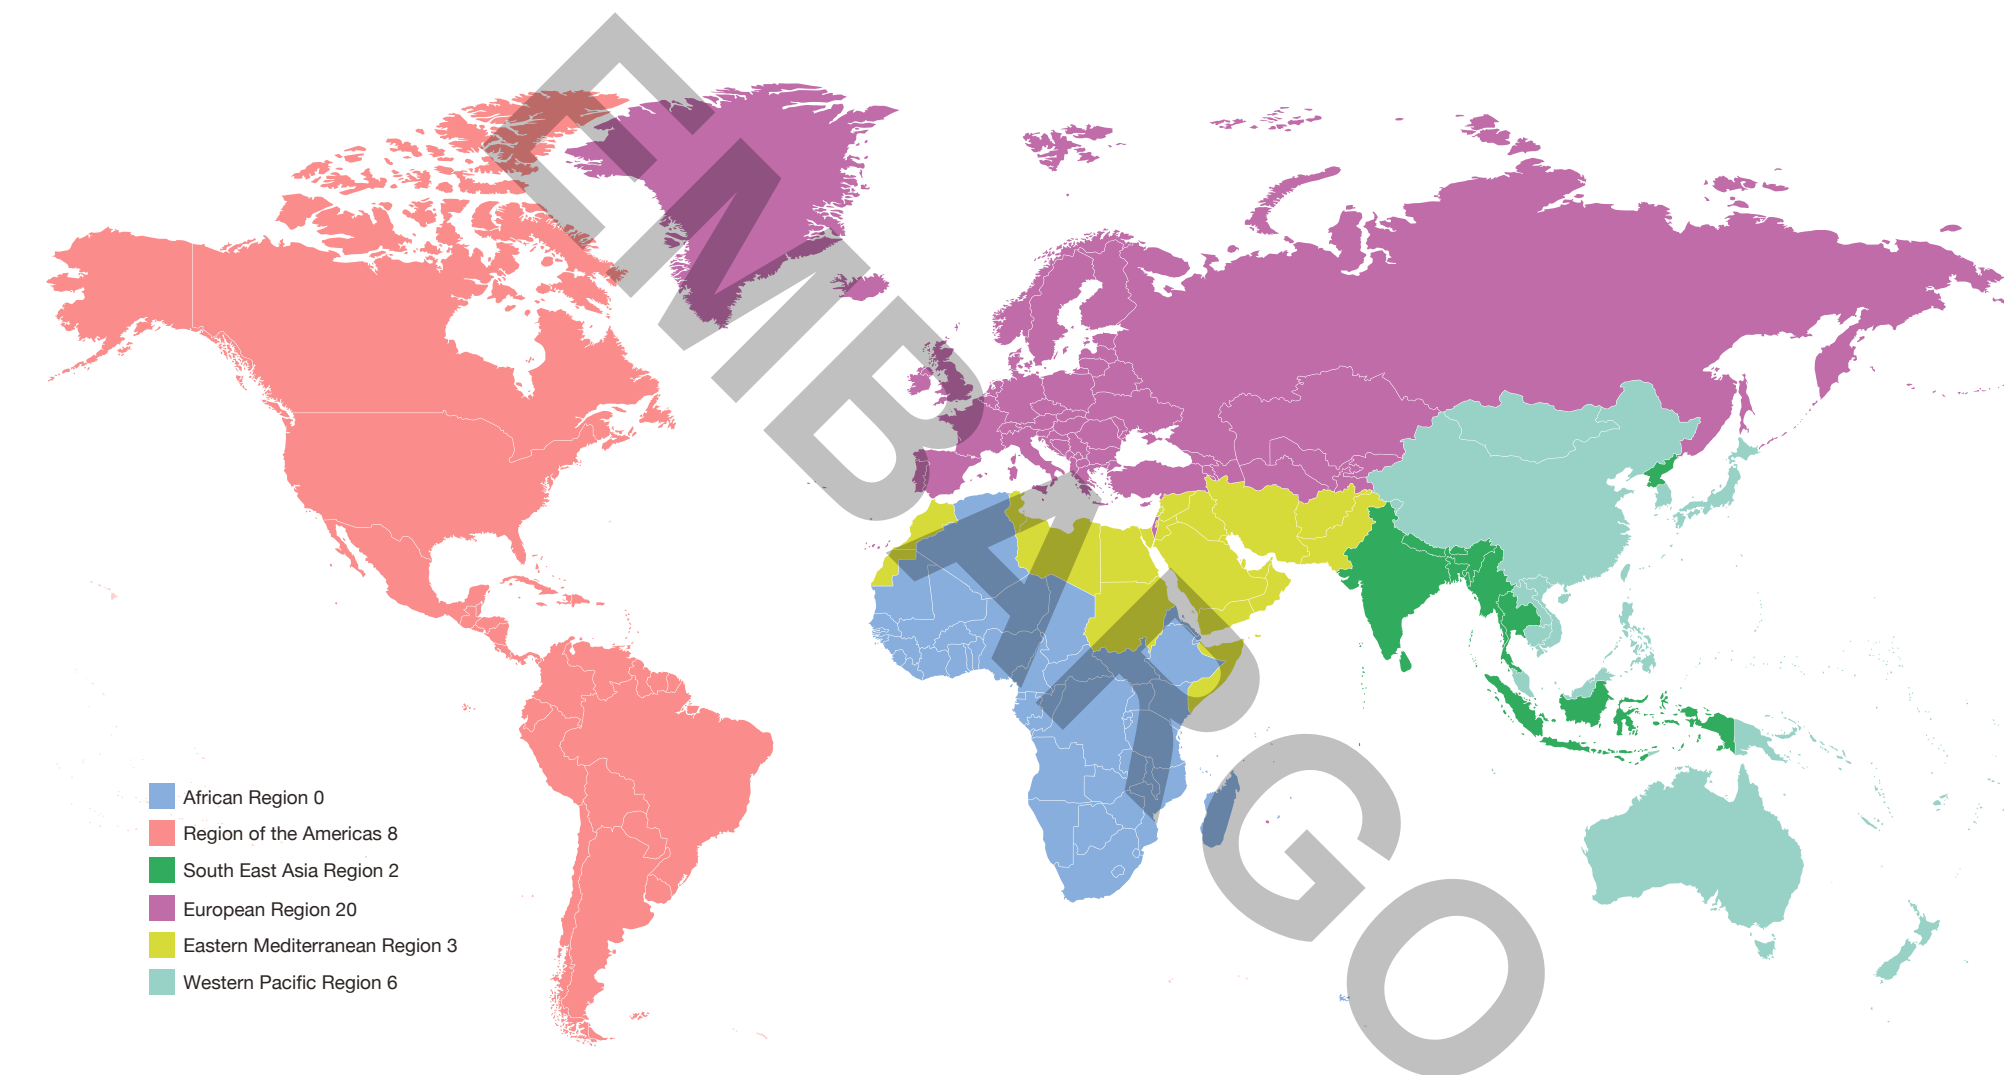 EMBARGO
African Region 0
Region of the Americas 8
South East Asia Region 2
European Region 20
Eastern Mediterranean Region 3
Western Pacific Region 6